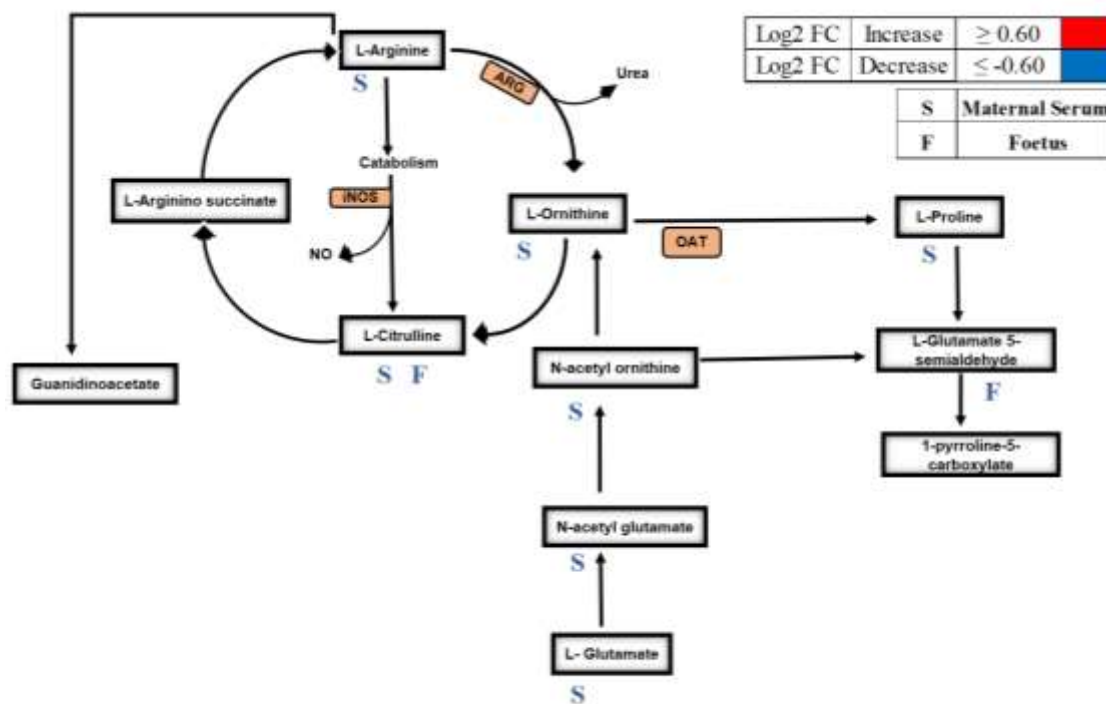 Log2 FC Increase ≥ 0.60
Log2 FC Decrease ≤ -0.60
S Maternal Serum
F Foetus
L-Arginine
S
ARG
Urea
Catabolism
iNOS
NO
L-Arginino succinate
L-Ornithine
S
OAT
L-Proline
S
L-Citrulline
S F
Guanidinoacetate
N-acetyl ornithine
S
L-Glutamate 5-
semialdehyde
F
1-pyrroline-5-
carboxylate
N-acetyl glutamate
S
L- Glutamate
S